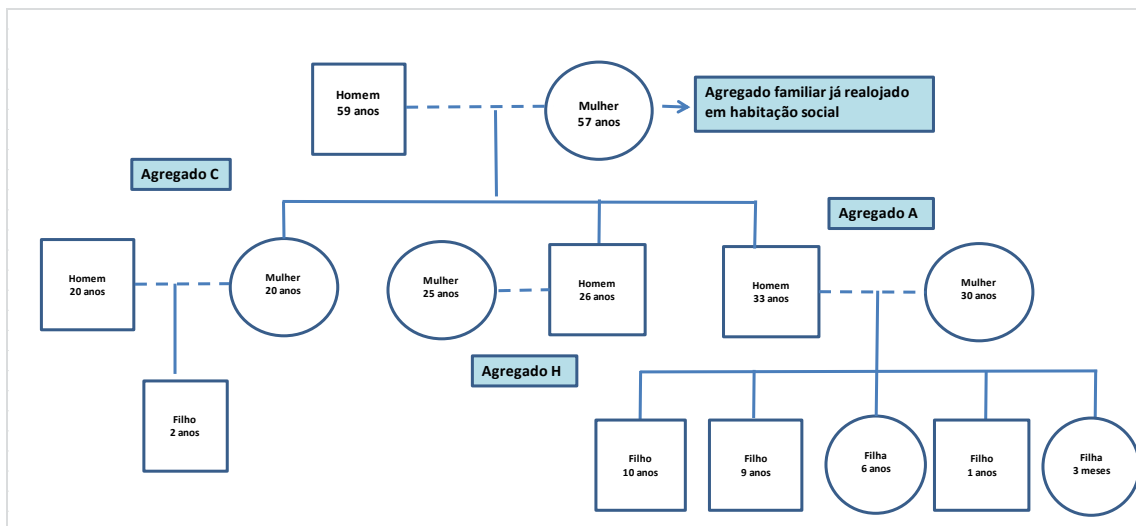 Homem
59 anos
Mulher
57 anos
Agregado familiar já realojado
em habitação social
Agregado C
Agregado A
Homem
20 anos
Mulher
20 anos
Mulher
25 anos
Homem
26 anos
Homem
33 anos
Mulher
30 anos
Agregado H
Filho
2 anos
Filho
10 anos
Filho
9 anos
Filha
6 anos
Filho
1 anos
Filha
3 meses